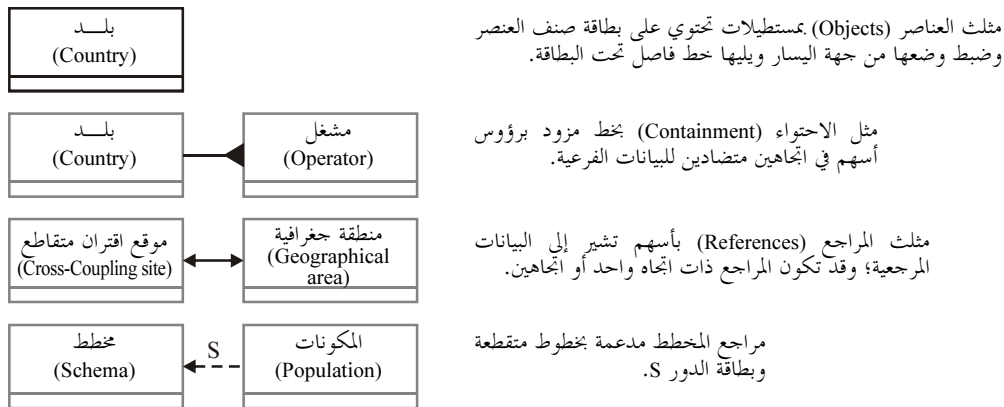 مثلث العناصر (Objects) بمستطيلات تحتوي على بطاقة صنف العنصر
وضبط وضعها من جهة اليسار ويليها خط فاصل تحت البطاقة.
بلـــد
(Country)
مثل الاحتواء (Containment) بخط مزود برؤوس
أسهم في اتجاهين متضادين للبيانات الفرعية.
مشغل
(Operator)
بلـــد
(Country)
مثلث المراجع (References) بأسهم تشير إلى البيانات
المرجعية؛ وقد تكون المراجع ذات اتجاه واحد أو اتجاهين.
منطقة جغرافية
(Geographical
area)
موقع اقتران متقاطع
(Cross-Coupling site)
مراجع المخطط مدعمة بخطوط متقطعة
وبطاقة الدور S.
المكونات
(Population)
S
مخطط
(Schema)